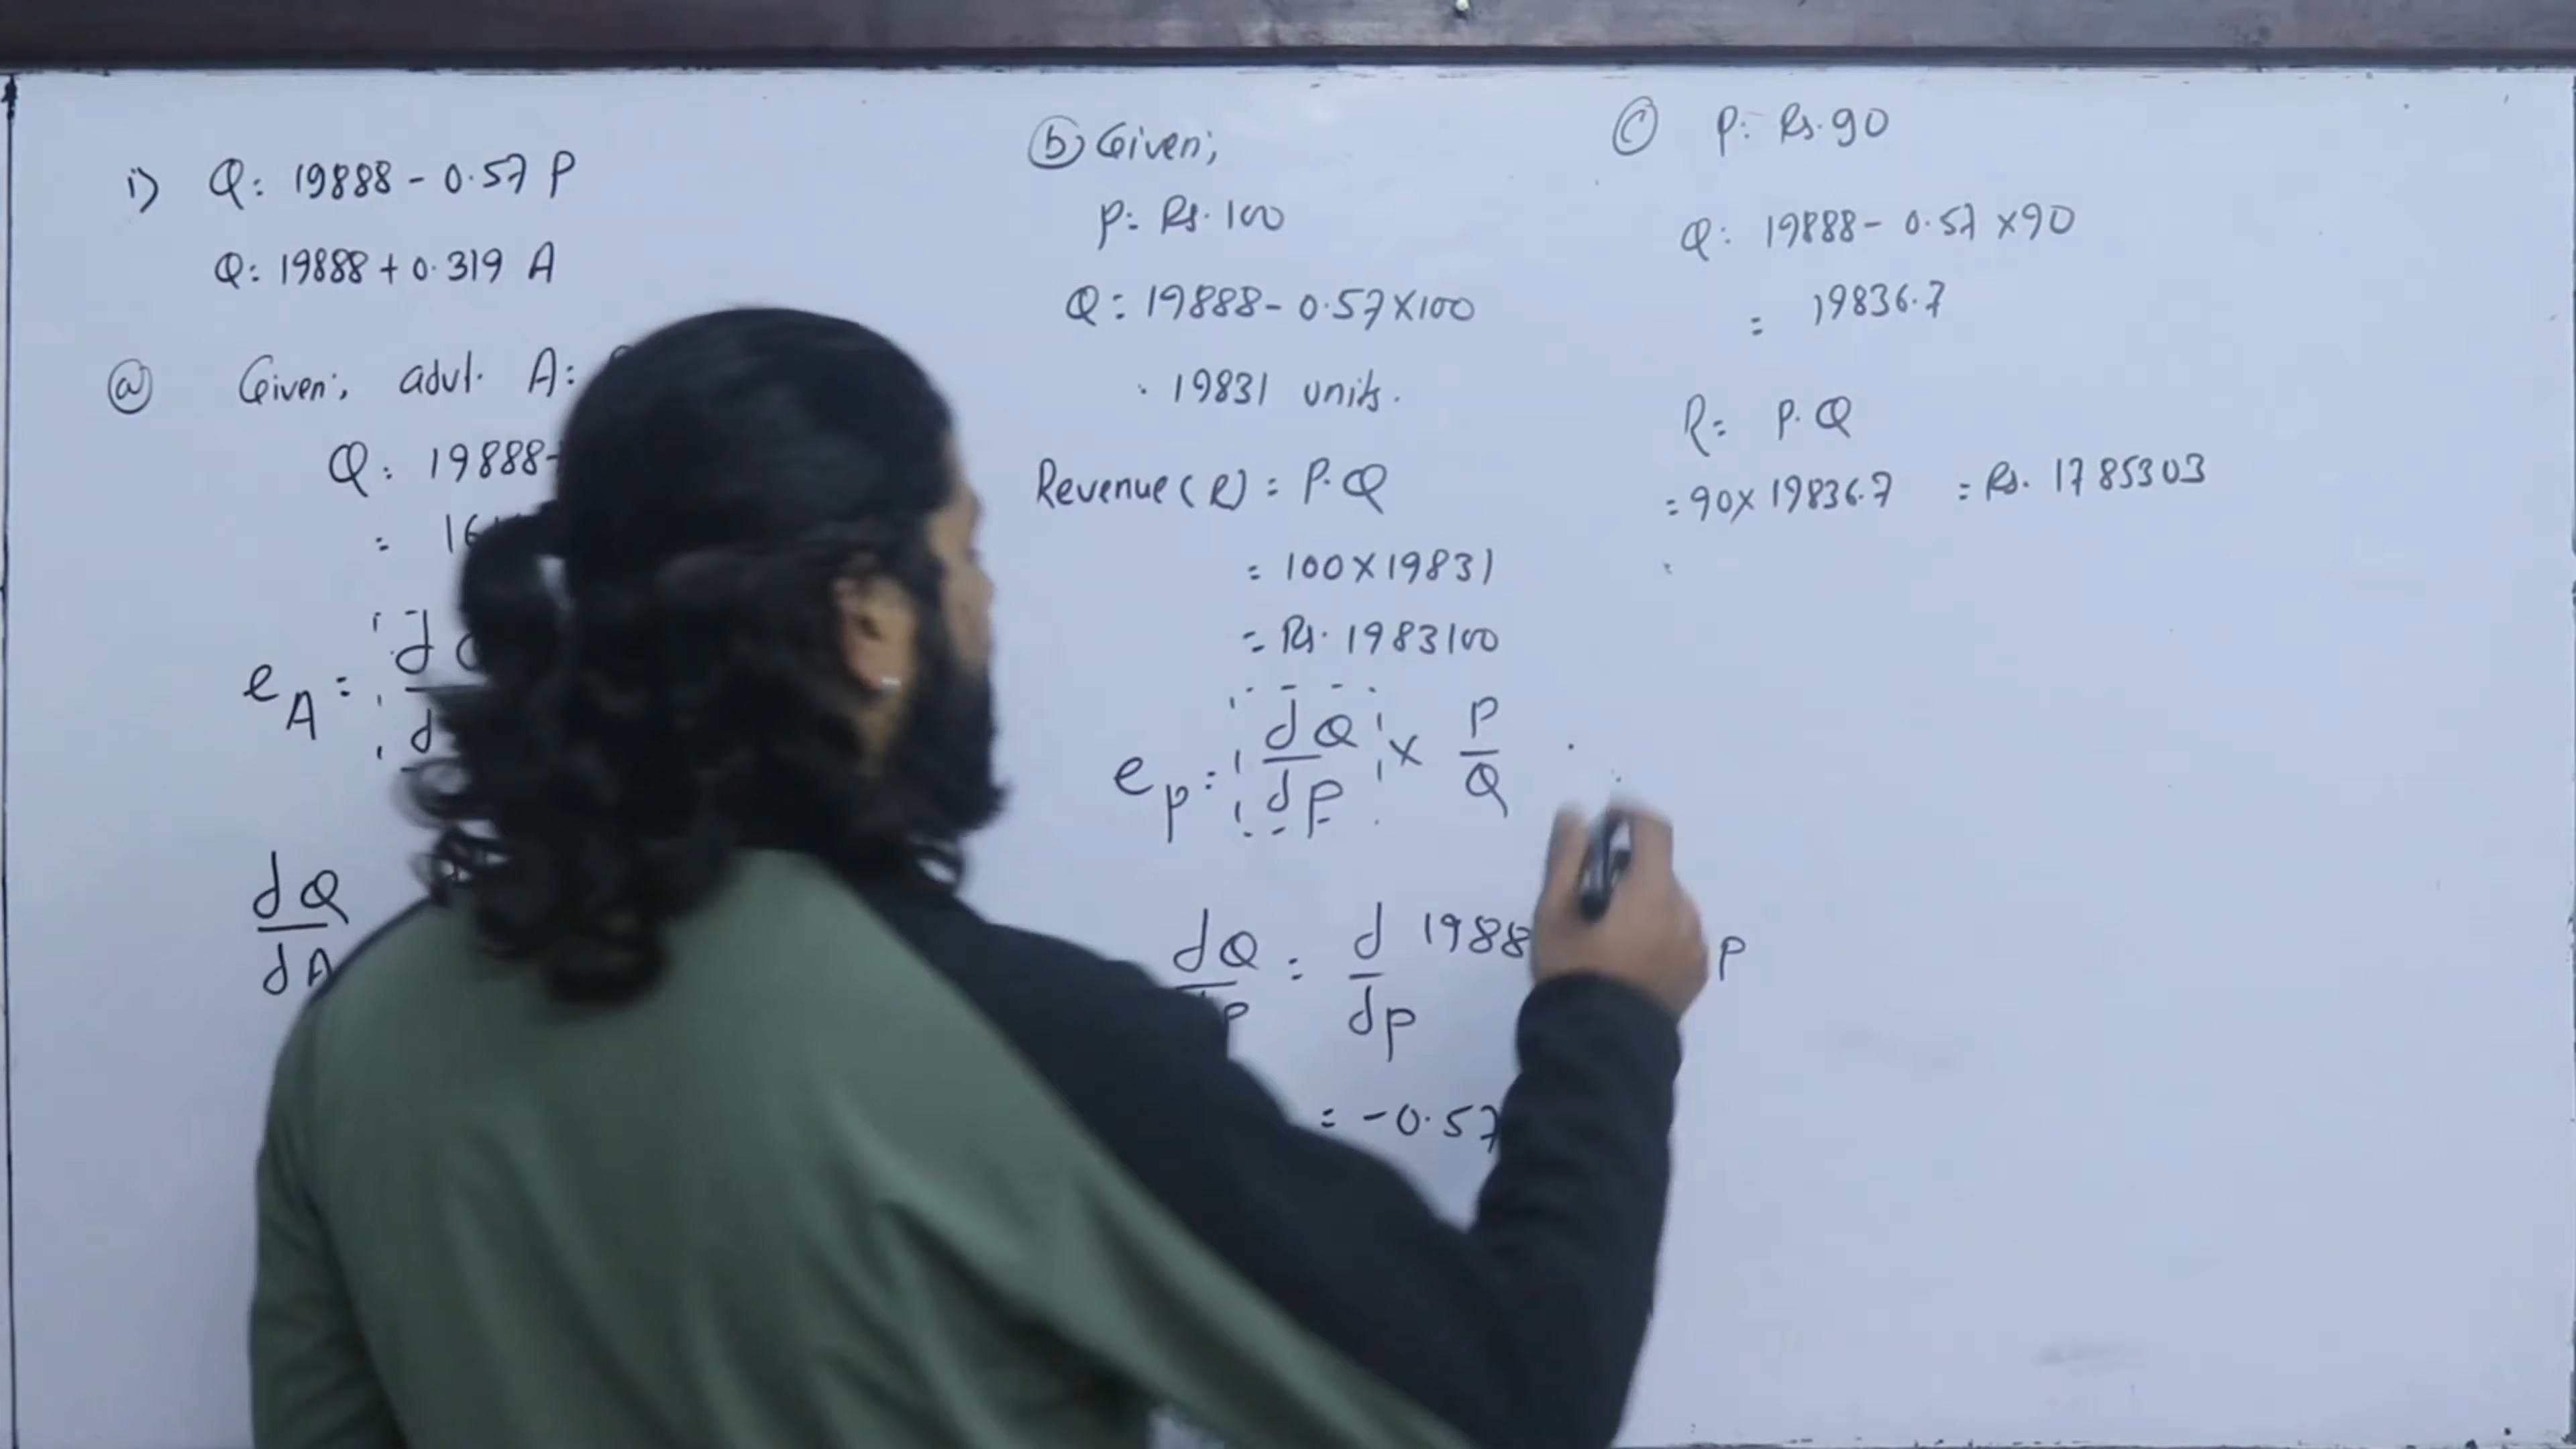 i) Q: 19888 - 0.57 P
Q: 19888 + 0.319 A
(a) Given; advt. A:
Q: 19888
= 16
e_A =
dQ
dA
(b) Given;
P= Rs. 100
Q= 19888 - 0.57×100
19831 units.
Revenue (R) = P.Q
= 100×19831
= Rs. 1983100
e_p = dQ/dP × P/Q
dQ/dP = d/dp 1988 P
= -0.57
(c) P= Rs. 90
Q= 19888 - 0.57 ×90
= 19836.7
R= P.Q
= 90× 19836.7 = Rs. 1785303